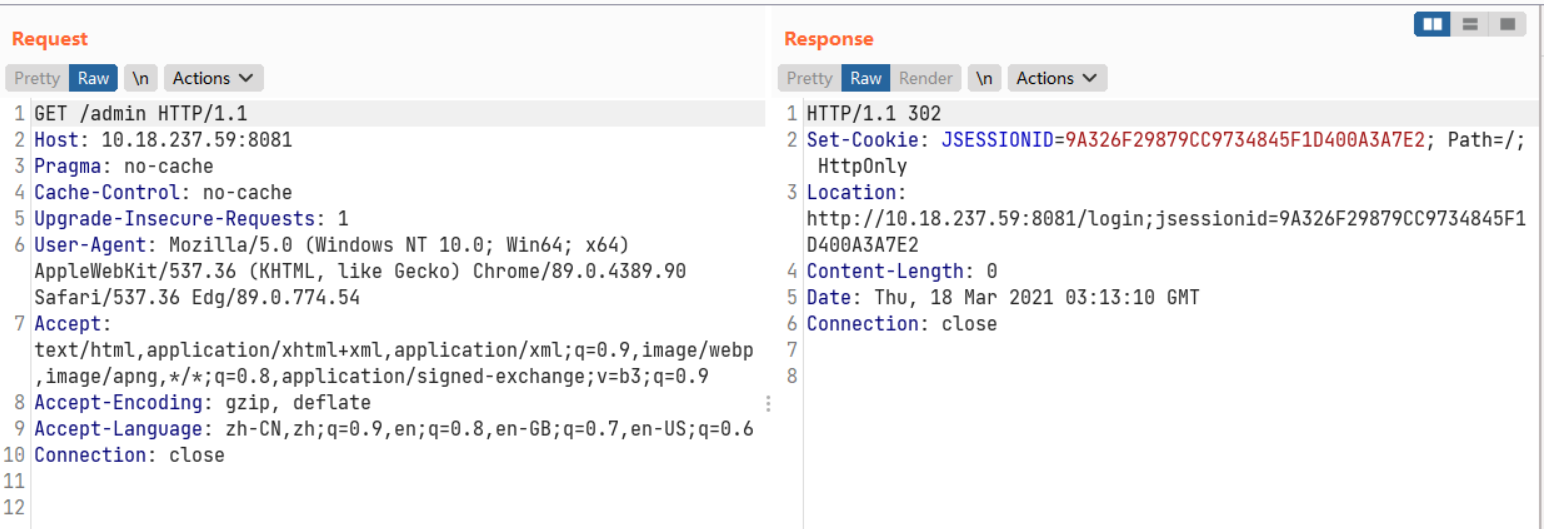 Request
Pretty Raw \n Actions
1 GET /admin HTTP/1.1
2 Host: 10.18.237.59:8081
3 Pragma: no-cache
4 Cache-Control: no-cache
5 Upgrade-Insecure-Requests: 1
6 User-Agent: Mozilla/5.0 (Windows NT 10.0; Win64; x64)
AppleWebKit/537.36 (KHTML, like Gecko) Chrome/89.0.4389.90
Safari/537.36 Edg/89.0.774.54
7 Accept:
text/html,application/xhtml+xml,application/xml;q=0.9,image/webp
,image/apng,*/*;q=0.8,application/signed-exchange;v=b3;q=0.9
8 Accept-Encoding: gzip, deflate
9 Accept-Language: zh-CN,zh;q=0.9,en;q=0.8,en-GB;q=0.7,en-US;q=0.6
10 Connection: close
11
12
Response
Pretty Raw Render \n Actions
1 HTTP/1.1 302
2 Set-Cookie: JSESSIONID=9A326F29879CC9734845F1D400A3A7E2; Path=/;
HttpOnly
3 Location:
http://10.18.237.59:8081/login;jsessionid=9A326F29879CC9734845F1
D400A3A7E2
4 Content-Length: 0
5 Date: Thu, 18 Mar 2021 03:13:10 GMT
6 Connection: close
7
8